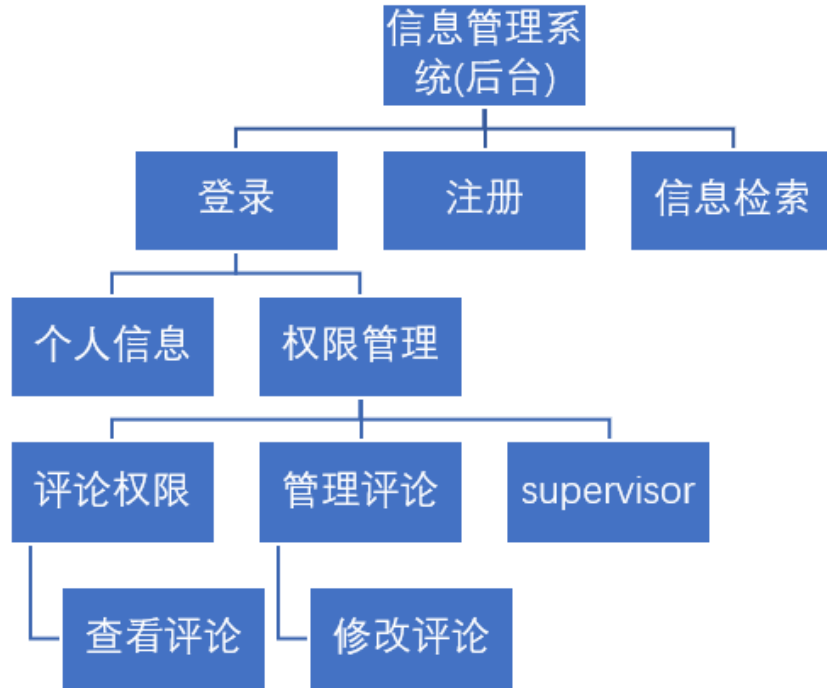 信息管理系
统(后台)
登录
注册
信息检索
个人信息
权限管理
评论权限
管理评论
supervisor
查看评论
修改评论